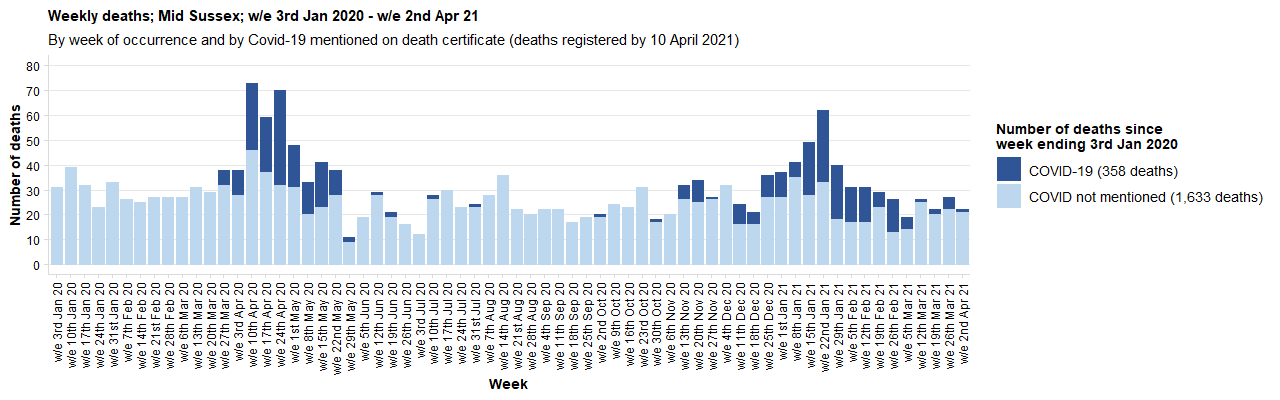 Weekly deaths; Mid Sussex; w/e 3rd Jan 2020 - w/e 2nd Apr 21
By week of occurrence and by Covid-19 mentioned on death certificate (deaths registered by 10 April 2021)
Number of deaths
80
70
60
50
40
30
20
10
0
w/e 3rd Jan 20
w/e 10th Jan 20
w/e 17th Jan 20
w/e 24th Jan 20
w/e 31st Jan 20
w/e 7th Feb 20
w/e 14th Feb 20
w/e 21st Feb 20
w/e 28th Feb 20
w/e 6th Mar 20
w/e 13th Mar 20
w/e 20th Mar 20
w/e 27th Mar 20
w/e 3rd Apr 20
w/e 10th Apr 20
w/e 17th Apr 20
w/e 24th Apr 20
w/e 1st May 20
w/e 8th May 20
w/e 15th May 20
w/e 22nd May 20
w/e 29th May 20
w/e 5th Jun 20
w/e 12th Jun 20
w/e 19th Jun 20
w/e 26th Jun 20
w/e 3rd Jul 20
w/e 10th Jul 20
w/e 17th Jul 20
w/e 24th Jul 20
w/e 31st Jul 20
w/e 7th Aug 20
w/e 14th Aug 20
w/e 21st Aug 20
w/e 28th Aug 20
w/e 4th Sep 20
w/e 11th Sep 20
w/e 18th Sep 20
w/e 25th Sep 20
w/e 2nd Oct 20
w/e 9th Oct 20
w/e 16th Oct 20
w/e 23rd Oct 20
w/e 30th Oct 20
w/e 6th Nov 20
w/e 13th Nov 20
w/e 20th Nov 20
w/e 27th Nov 20
w/e 4th Dec 20
w/e 11th Dec 20
w/e 18th Dec 20
w/e 25th Dec 20
w/e 1st Jan 21
w/e 8th Jan 21
w/e 15th Jan 21
w/e 22nd Jan 21
w/e 29th Jan 21
w/e 5th Feb 21
w/e 12th Feb 21
w/e 19th Feb 21
w/e 26th Feb 21
w/e 5th Mar 21
w/e 12th Mar 21
w/e 19th Mar 21
w/e 26th Mar 21
w/e 2nd Apr 21
Week
Number of deaths since
week ending 3rd Jan 2020
COVID-19 (358 deaths)
COVID not mentioned (1,633 deaths)